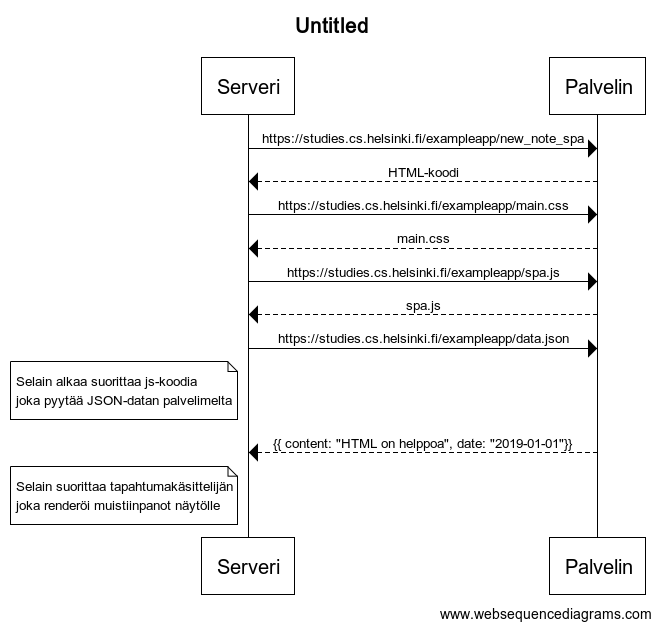 Untitled
Serveri
Palvelin
https://studies.cs.helsinki.fi/exampleapp/new_note_spa
HTML-koodi
https://studies.cs.helsinki.fi/exampleapp/main.css
main.css
https://studies.cs.helsinki.fi/exampleapp/spa.js
spa.js
https://studies.cs.helsinki.fi/exampleapp/data.json
Selain alkaa suorittaa js-koodia
joka pyytää JSON-datan palvelimelta
{{ content: "HTML on helppoa", date: "2019-01-01"}}
Selain suorittaa tapahtumakäsittelijän
joka renderöi muistiinpanot näytölle
Serveri
Palvelin
www.websequencediagrams.com